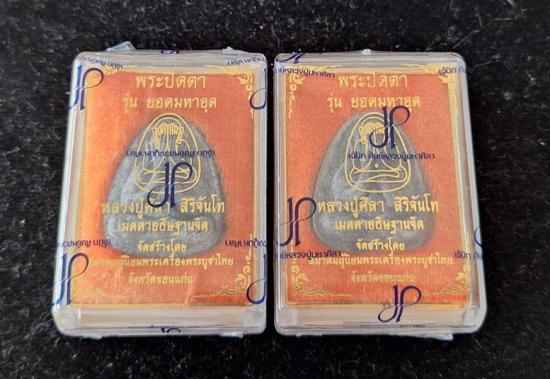 พระปิดตา
รุ่น ยอดมหาอุด
หลวงปู่ศิลา สิริจันโท
เมตตาอธิษฐานจิต
จัดสร้างโดย
จังหวัดขอนแก่น
พระปิดตา
รุ่น ยอดมหาอุด
หลวงปู่ศิลา สิริจันโท
เมตตาอธิษฐานจิต
จัดสร้างโดย
สมาคมผู้นิยมพระเครื่องพระบูชาไทย
จังหวัดขอนแก่น